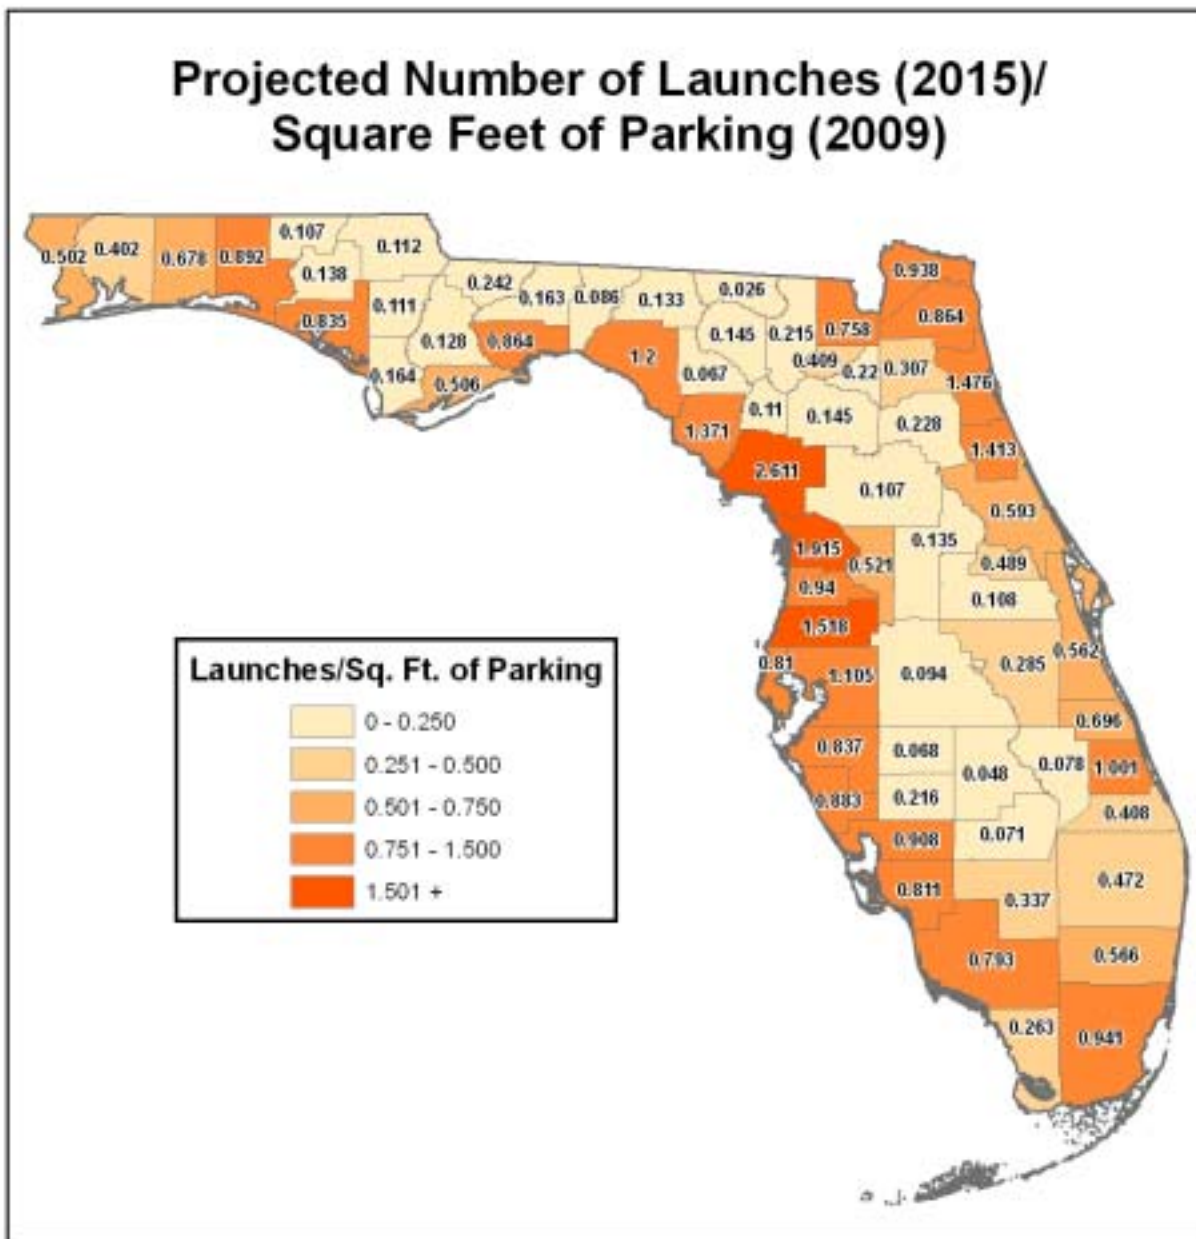 Projected Number of Launches (2015)/
Square Feet of Parking (2009)
0.502 0.402 0.678 0.892 0.107 0.112
0.138
0.835 0.111 0.242 0.163 0.086 0.133 0.026 0.938
0.864
0.128 0.864 0.145 0.215 0.758
0.164 0.506 1.2 0.067 0.409 0.22 0.307 1.476
0.11 0.145 0.228
1.371 1.413
2.611 0.107
0.593
1.915 0.521 0.135 0.489
0.94 0.108
1.518
0.81 1.105 0.094 0.285 0.562
0.696
0.837 0.068 0.048 0.078 1.001
0.883 0.216 0.408
0.908 0.071
0.811 0.337 0.472
0.793 0.566
0.263 0.941
Launches/Sq. Ft. of Parking
0 - 0.250
0.251 - 0.500
0.501 - 0.750
0.751 - 1.500
1.501 +